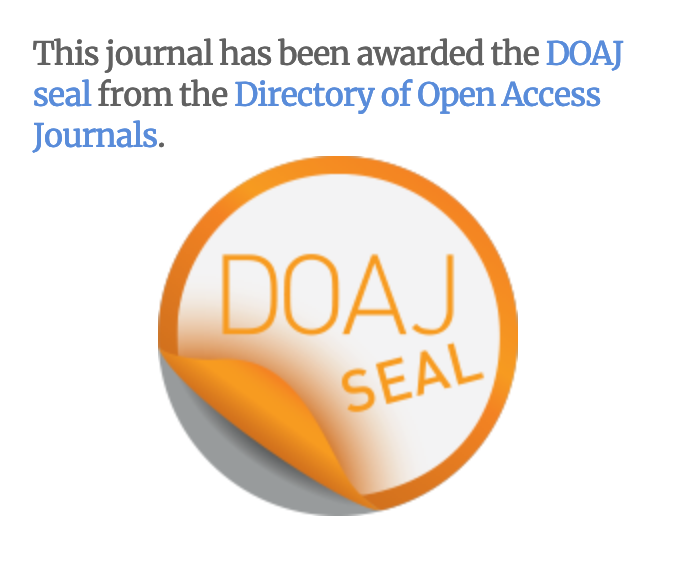 This journal has been awarded the DOAJ
seal from the Directory of Open Access
Journals.
DOAJ
SEAL